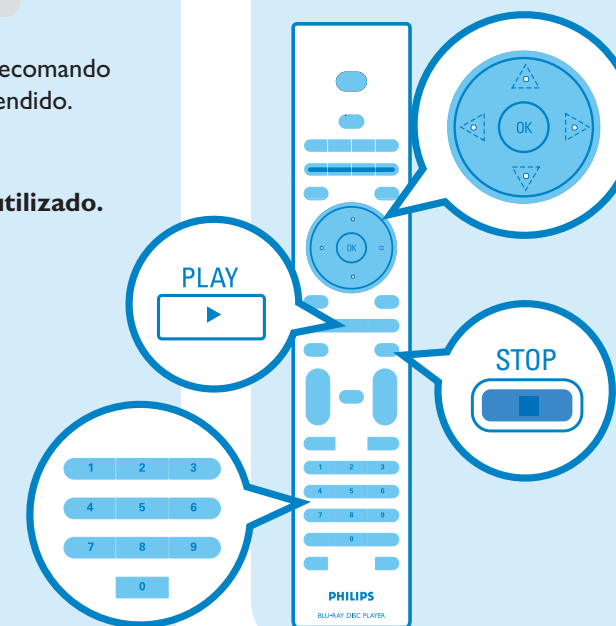 ecomando
endido.
utilizado.
OK
OK
PLAY
STOP
1 2 3
4 5 6
7 8 9
0
1 2 3
4 5 6
7 8 9
0
PHILIPS
BLU-RAY DISC PLAYER